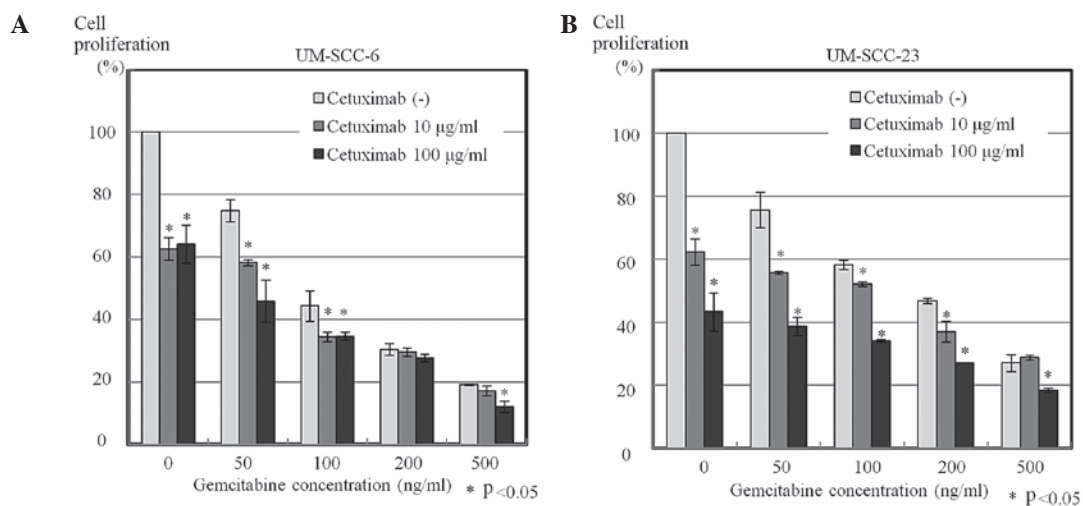 A
Cell
proliferation
(%)
UM-SCC-6
Cetuximab (-)
Cetuximab 10 μg/ml
Cetuximab 100 μg/ml
100
80
60
40
20
0
* *
* *
* *
*
0 50 100 200 500
Gemcitabine concentration (ng/ml) * p<0.05
B
Cell
proliferation
(%)
UM-SCC-23
Cetuximab (-)
Cetuximab 10 μg/ml
Cetuximab 100 μg/ml
100
80
60
40
20
0
* *
* *
* *
* *
*
0 50 100 200 500
Gemcitabine concentration (ng/ml) * p<0.05